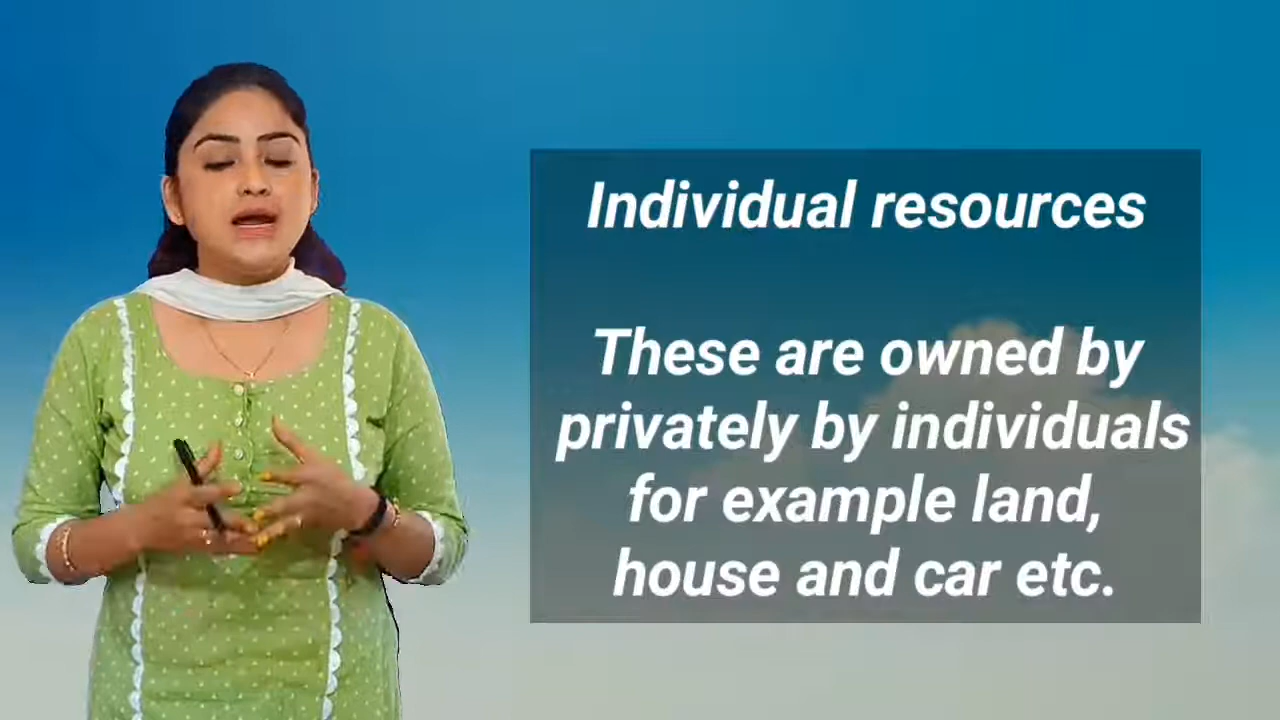 Individual resources
These are owned by
privately by individuals
for example land,
house and car etc.